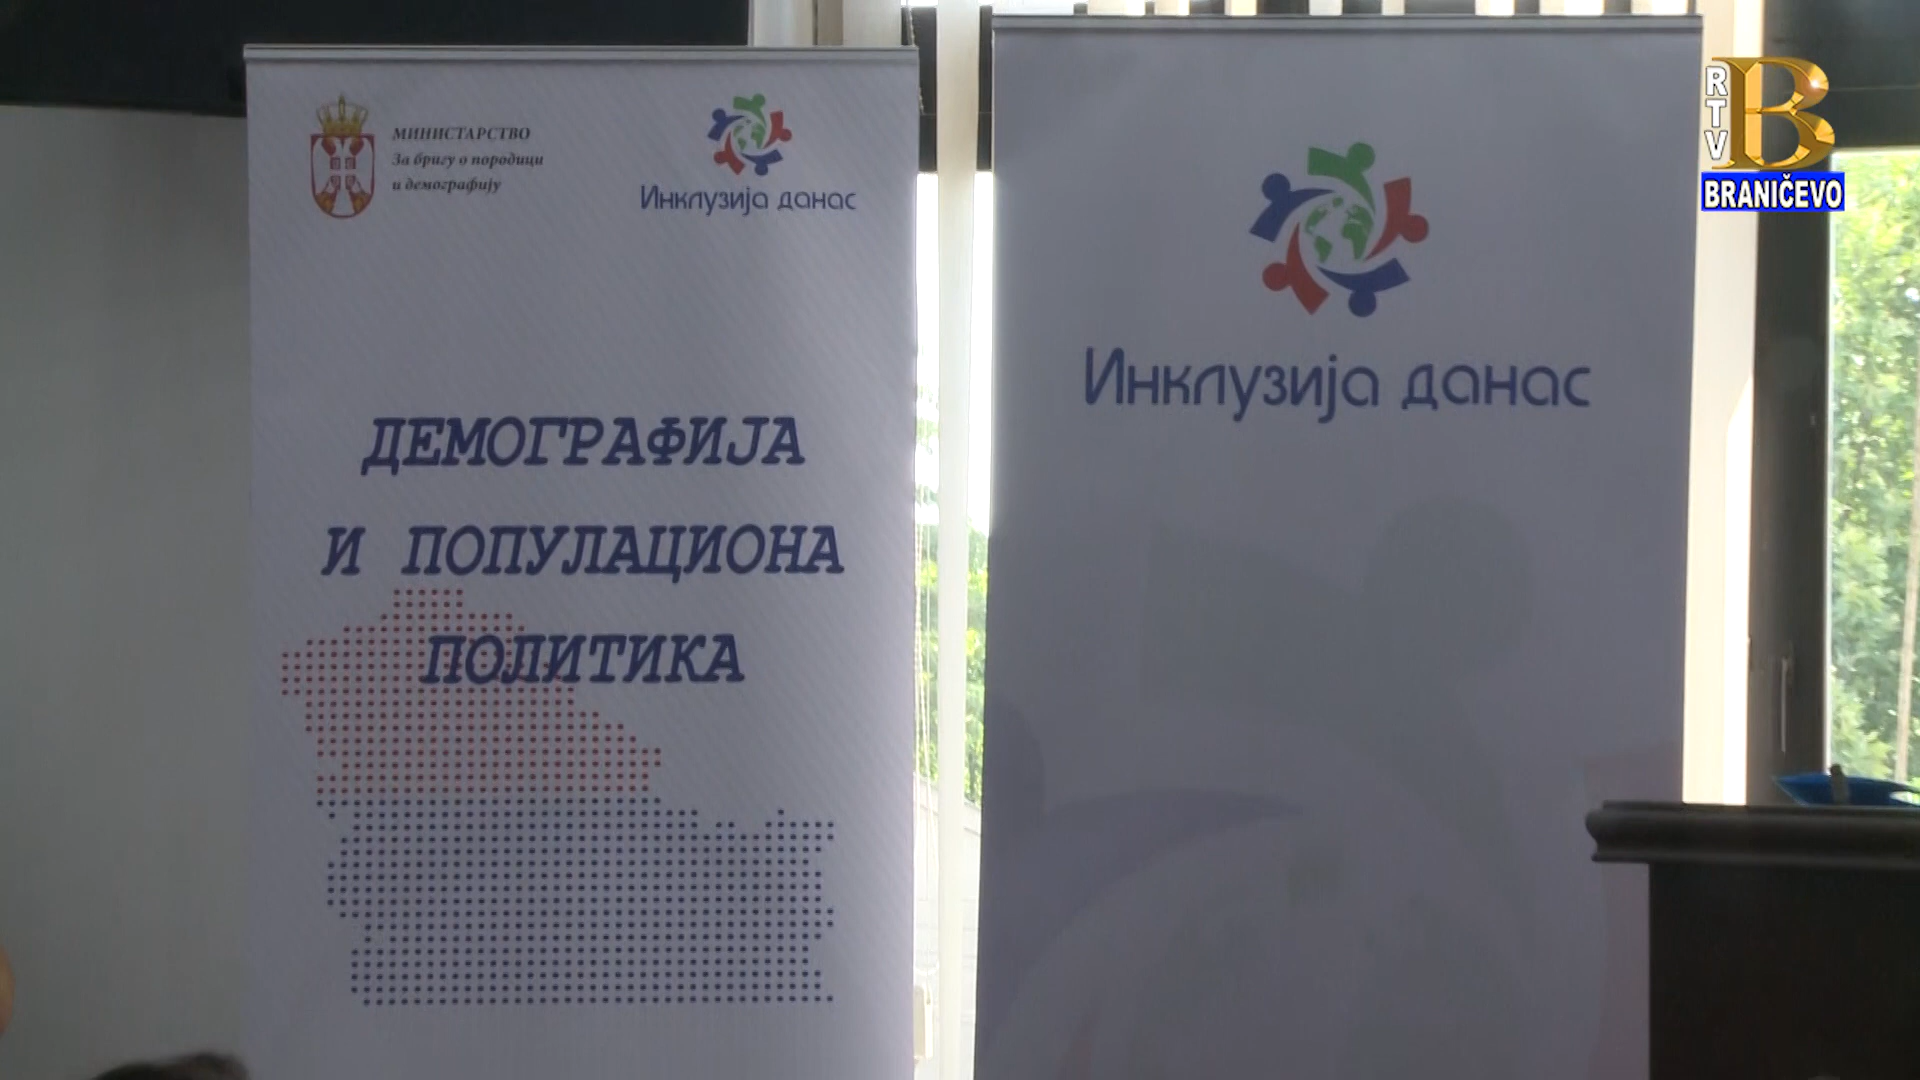 МИНИСТАРСТВО
За бригу о породици
и демографију
Инклузија данас
ДЕМОГРАФИЈА
И ПОПУЛАЦИОНА
ПОЛИТИКА
Инклузија данас
RTV B
BRANIČEVO